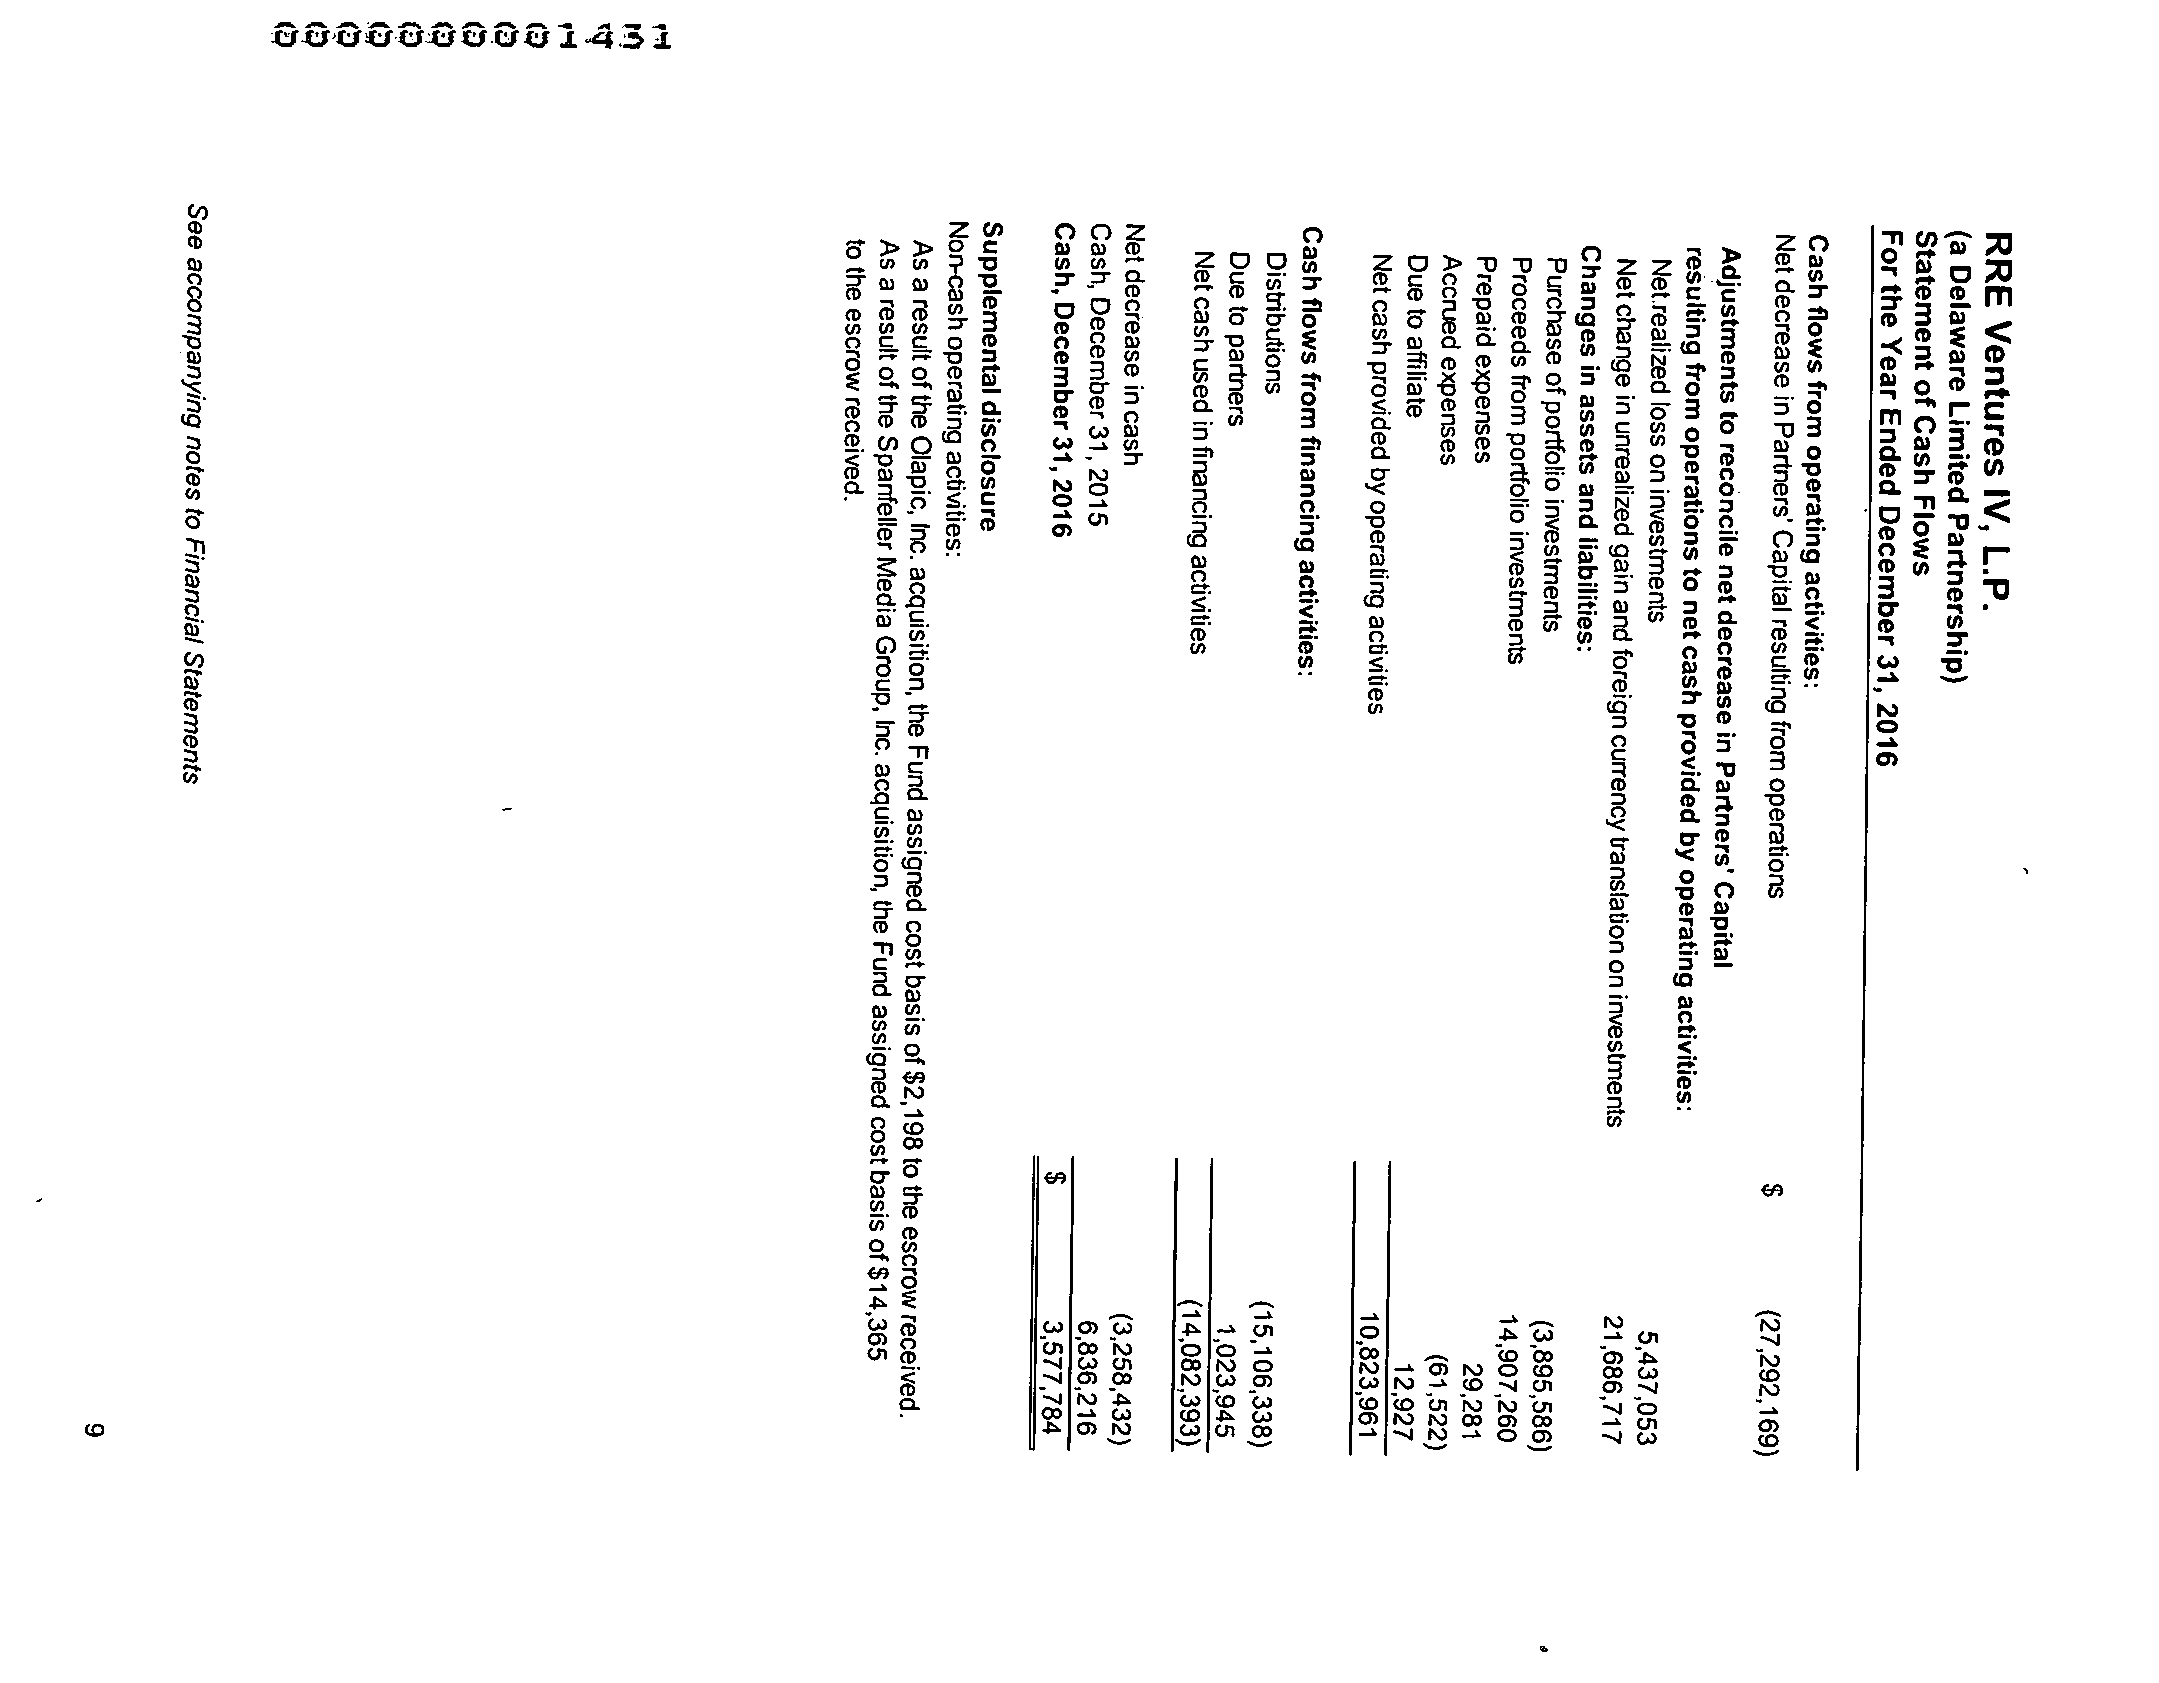 RRE Ventures IV, L.P.
(a Delaware Limited Partnership)
Statement of Cash Flows
For the Year Ended December 31, 2016
Cash flows from operating activities:
Net decrease in Partners' Capital resulting from operations $ (27,292,169)
Adjustments to reconcile net decrease in Partners' Capital
resulting from operations to net cash provided by operating activities:
Net realized loss on investments 5,437,053
Net change in unrealized gain and foreign currency translation on investments 21,686,717
Changes in assets and liabilities:
Purchase of portfolio investments (3,895,586)
Proceeds from portfolio investments 14,907,260
Prepaid expenses 29,281
Accrued expenses (61,522)
Due to affiliate 12,927
Net cash provided by operating activities 10,823,961
Cash flows from financing activities:
Distributions (15,106,338)
Due to partners 1,023,945
Net cash used in financing activities (14,082,393)
Net decrease in cash (3,258,432)
Cash, December 31, 2015 6,836,216
Cash, December 31, 2016 $ 3,577,784
Supplemental disclosure
Non-cash operating activities:
As a result of the Olapic, Inc. acquisition, the Fund assigned cost basis of $2,198 to the escrow received.
As a result of the Spanfeller Media Group, Inc. acquisition, the Fund assigned cost basis of $14,365
to the escrow received.
See accompanying notes to Financial Statements
9
0000000001431